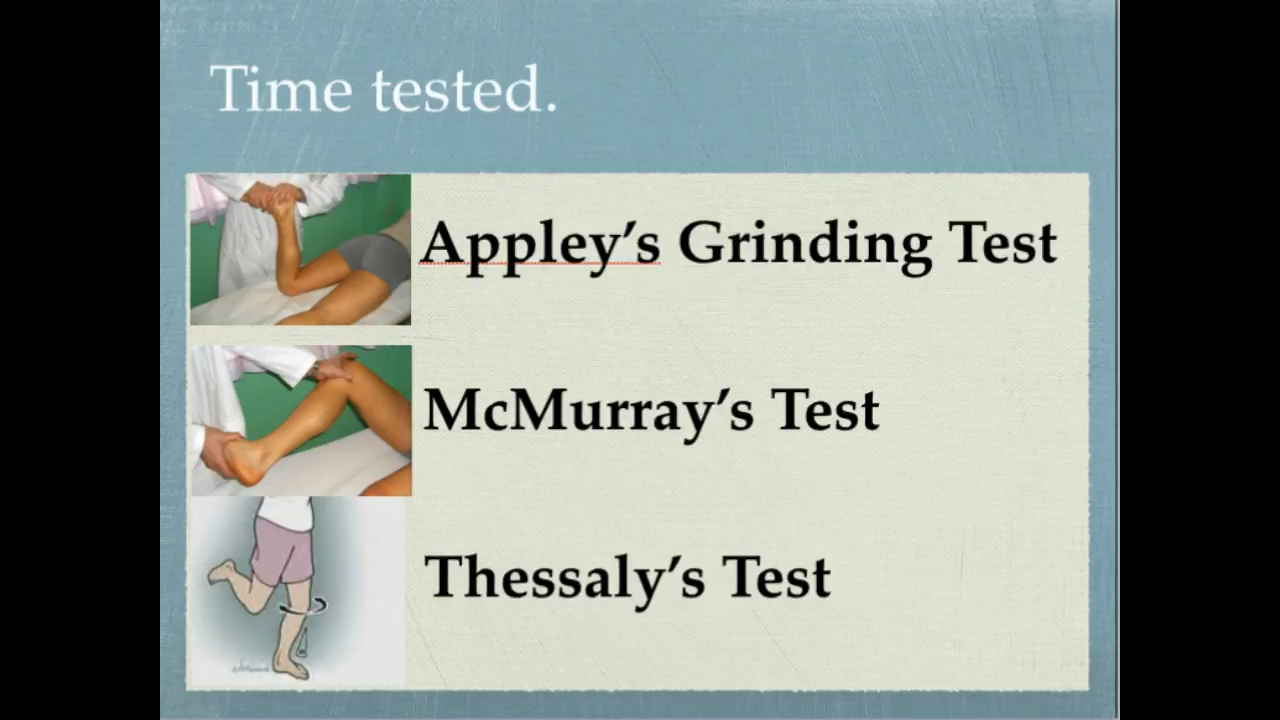 Time tested.
Appley’s Grinding Test
McMurray’s Test
Thessaly’s Test